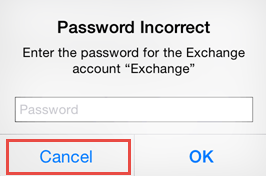 Password Incorrect
Enter the password for the Exchange
account “Exchange”
Password
Cancel OK